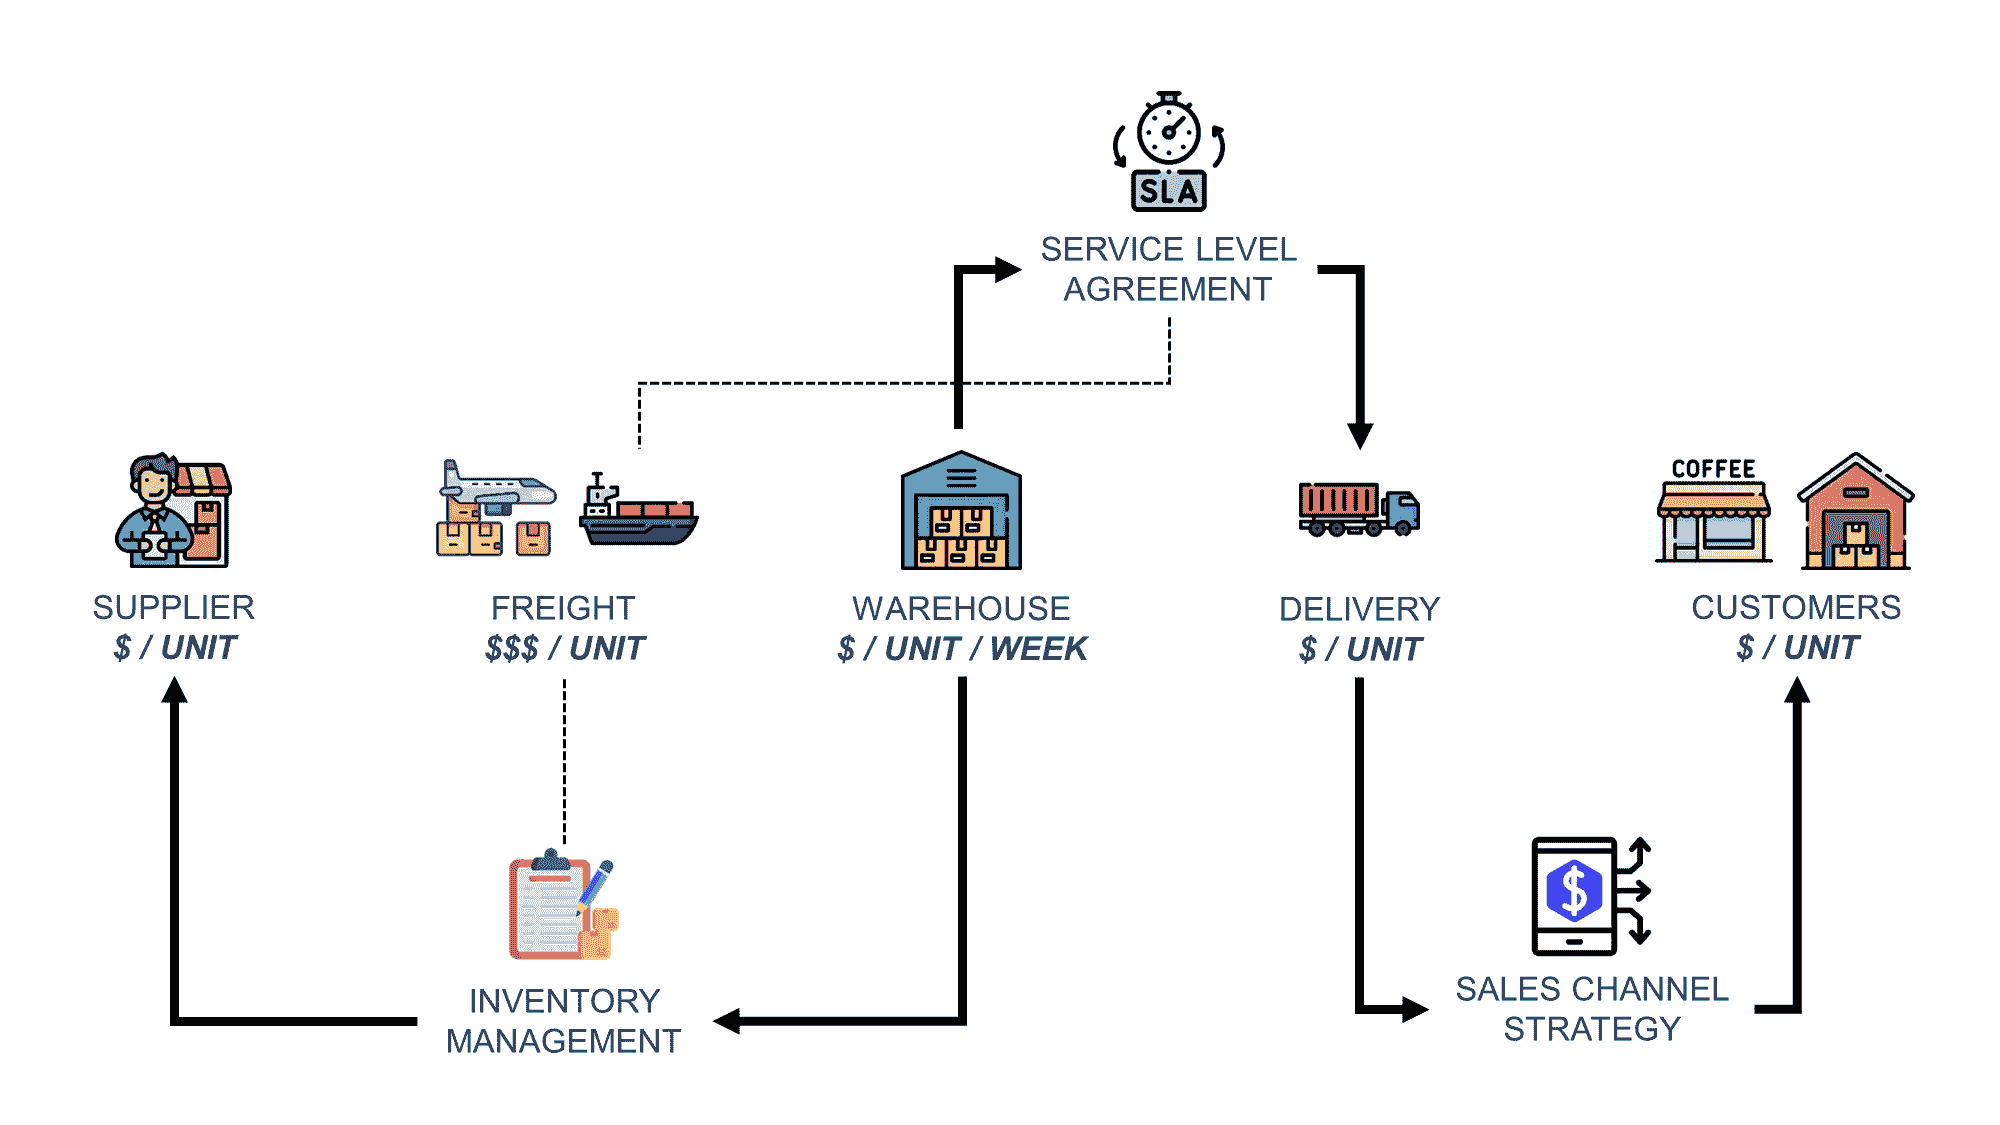 SLA
SERVICE LEVEL
AGREEMENT
COFFEE
SUPPLIER
$ / UNIT
FREIGHT
$$$ / UNIT
WAREHOUSE
$ / UNIT / WEEK
DELIVERY
$ / UNIT
CUSTOMERS
$ / UNIT
$
INVENTORY
MANAGEMENT
SALES CHANNEL
STRATEGY